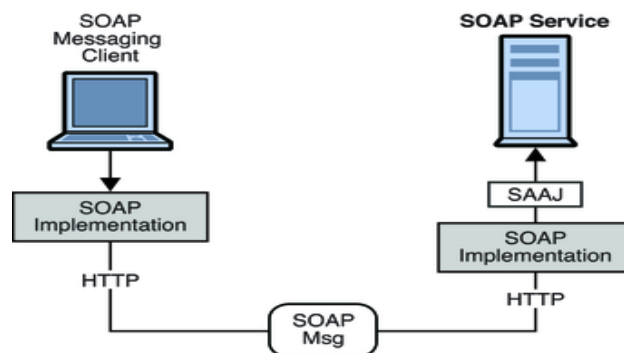 SOAP
Messaging
Client
SOAP Service
SOAP
Implementation
HTTP
SAAJ
SOAP
Implementation
HTTP
SOAP
Msg